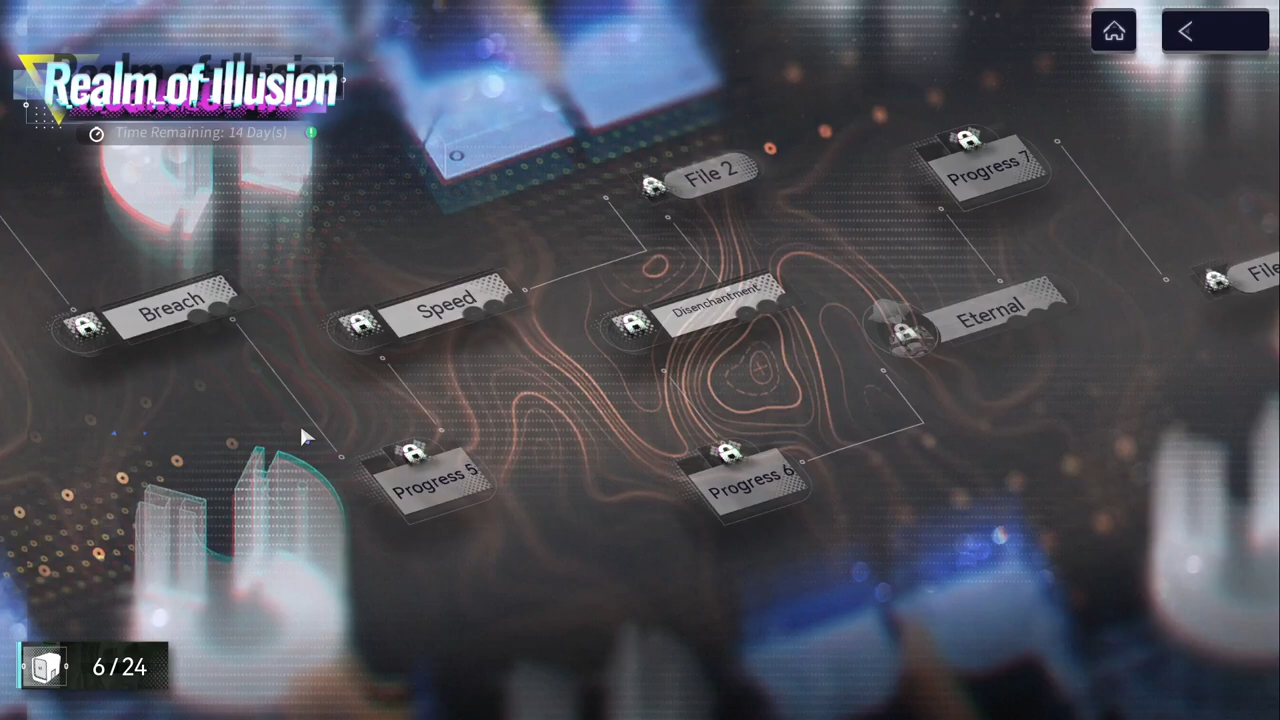 Realm of Illusion
Time Remaining: 14 Day(s)
File 2
Progress 7
File
Breach
Speed
Disenchantment
Eternal
Progress 5
Progress 6
6/24